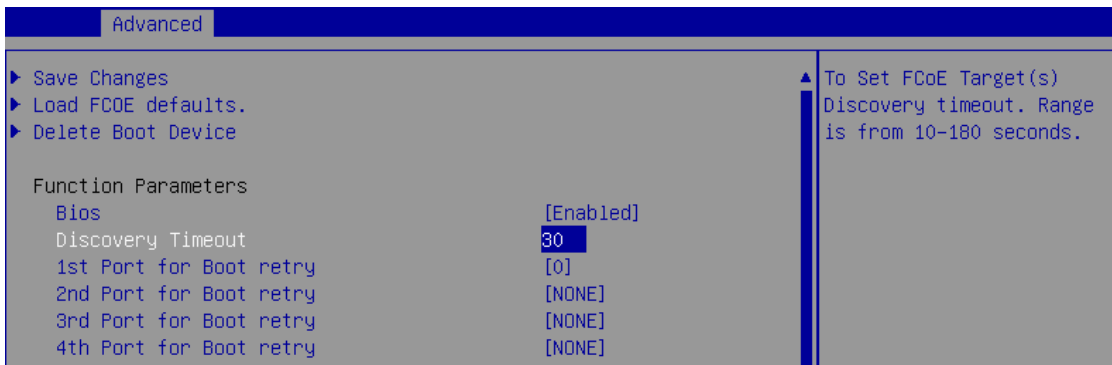 Advanced
Save Changes
Load FCOE defaults.
Delete Boot Device
Function Parameters
Bios [Enabled]
Discovery Timeout 30
1st Port for Boot retry [0]
2nd Port for Boot retry [NONE]
3rd Port for Boot retry [NONE]
4th Port for Boot retry [NONE]
To Set FCoE Target(s)
Discovery timeout. Range
is from 10-180 seconds.